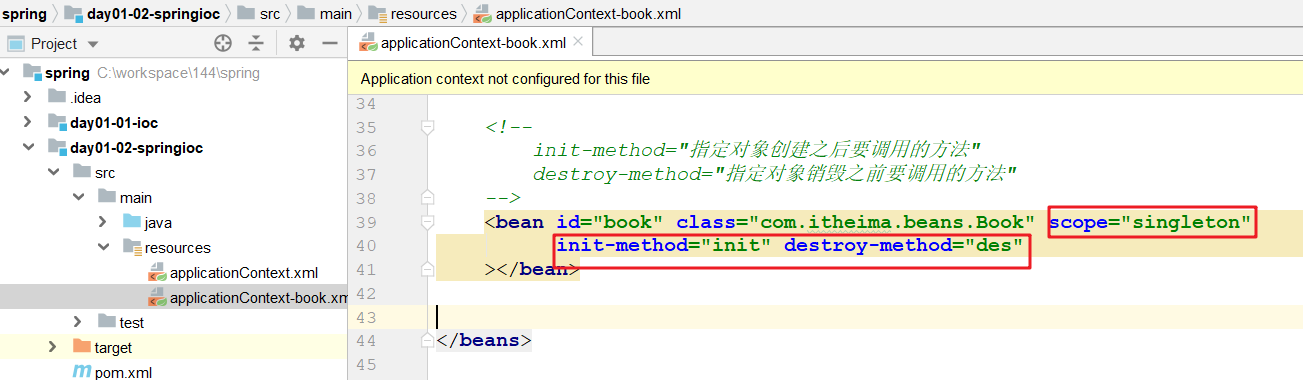 spring day01-02-springioc src main resources applicationContext-book.xml
Project
applicationContext-book.xml
spring C:\workspace\144\spring
.idea
day01-01-ioc
day01-02-springioc
src
main
java
resources
applicationContext.xml
applicationContext-book.xm
test
target
pom.xml
Application context not configured for this file
34
35 <!--
36 init-method="指定对象创建之后要调用的方法"
37 destroy-method="指定对象销毁之前要调用的方法"
38 -->
39 <bean id="book" class="com.itheima.beans.Book" scope="singleton"
40 init-method="init" destroy-method="des"
41 ></bean>
42
43
44 </beans>
45